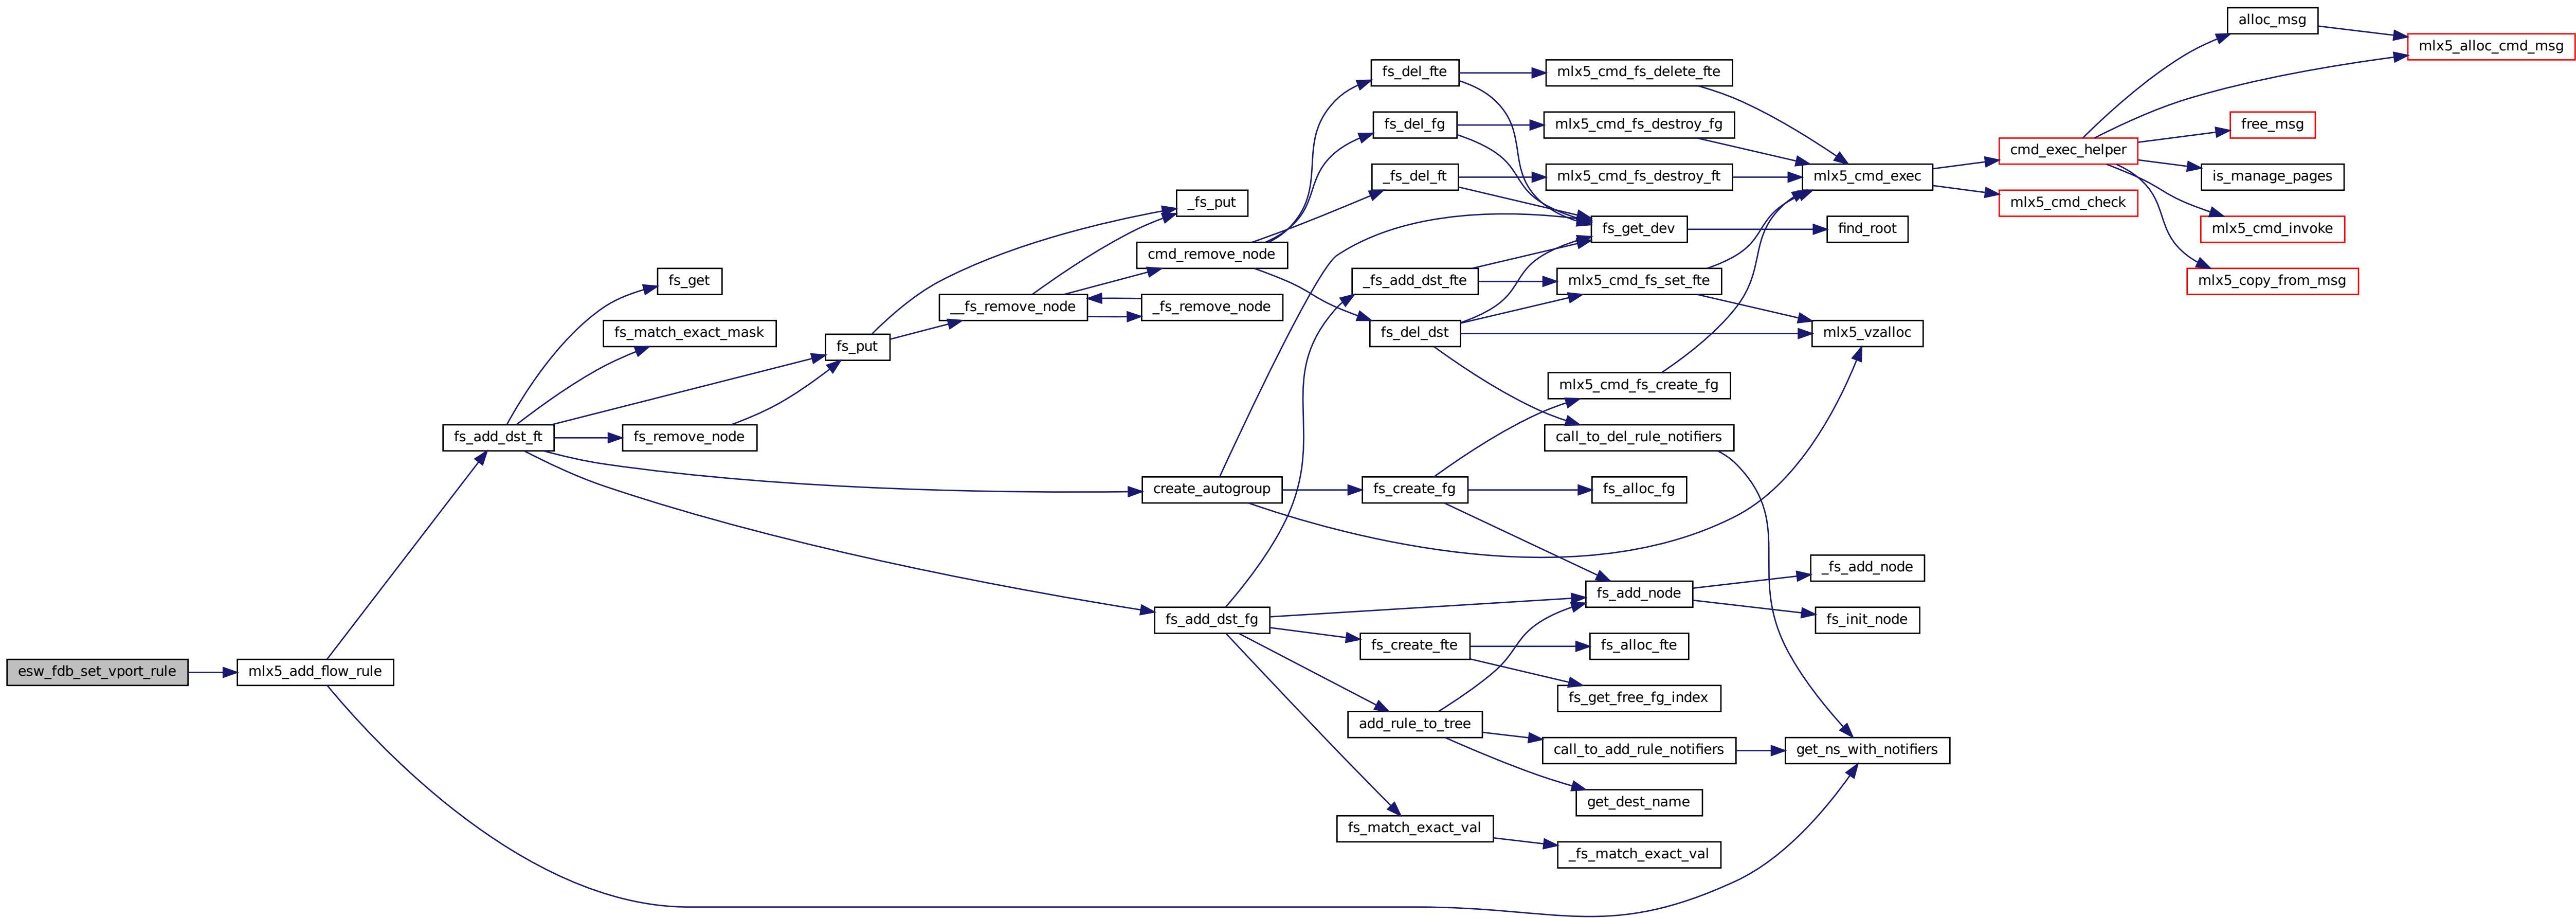 alloc_msg
mlx5_alloc_cmd_msg
fs_del_fte
mlx5_cmd_fs_delete_fte
fs_del_fg
mlx5_cmd_fs_destroy_fg
free_msg
cmd_exec_helper
_fs_del_ft
mlx5_cmd_fs_destroy_ft
mlx5_cmd_exec
is_manage_pages
_fs_put
mlx5_cmd_check
fs_get_dev
find_root
mlx5_cmd_invoke
cmd_remove_node
fs_get
_fs_add_dst_fte
mlx5_cmd_fs_set_fte
mlx5_copy_from_msg
__fs_remove_node
_fs_remove_node
fs_match_exact_mask
fs_del_dst
mlx5_vzalloc
fs_put
mlx5_cmd_fs_create_fg
fs_add_dst_ft
fs_remove_node
call_to_del_rule_notifiers
create_autogroup
fs_create_fg
fs_alloc_fg
_fs_add_node
fs_add_node
fs_add_dst_fg
fs_init_node
fs_create_fte
fs_alloc_fte
esw_fdb_set_vport_rule
mlx5_add_flow_rule
fs_get_free_fg_index
add_rule_to_tree
call_to_add_rule_notifiers
get_ns_with_notifiers
get_dest_name
fs_match_exact_val
_fs_match_exact_val